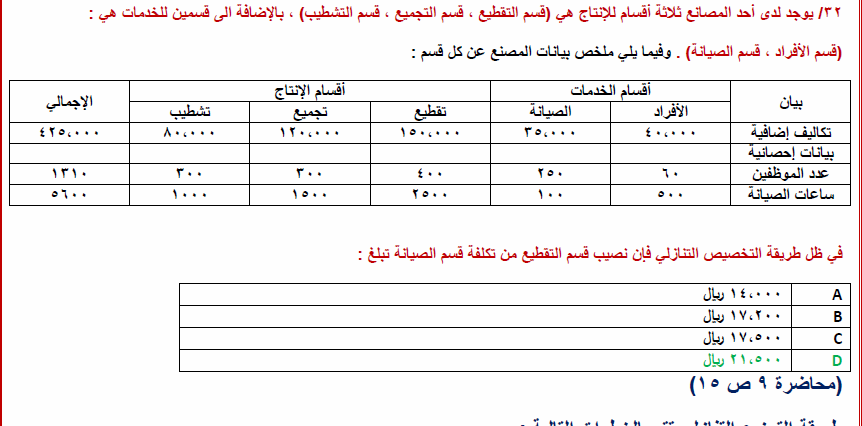 ٣٢/ يوجد لدى أحد المصانع ثلاثة أقسام للإنتاج هي (قسم التقطيع ، قسم التجميع ، قسم التشطيب) ، بالإضافة الى قسمين للخدمات هي :
(قسم الأفراد ، قسم الصيانة) . وفيما يلي ملخص بيانات المصنع عن كل قسم :
بيان أقسام الخدمات أقسام الإنتاج الإجمالي
الأفراد الصيانة تقطيع تجميع تشطيب
تكاليف إضافية ٤٠،٠٠٠ ٣٥،٠٠٠ ١٥٠،٠٠٠ ١٢٠،٠٠٠ ٨٠،٠٠٠ ٤٢٥،٠٠٠
بيانات إحصائية
عدد الموظفين ٦٠ ٢٥٠ ٤٠٠ ٣٠٠ ٣٠٠ ١٣١٠
ساعات الصيانة ٥٠٠ ١٠٠ ٢٥٠٠ ١٥٠٠ ١٠٠٠ ٥٦٠٠
في ظل طريقة التخصيص التنازلي فإن نصيب قسم التقطيع من تكلفة قسم الصيانة تبلغ :
A ١٤،٠٠٠ ريال
B ١٧،٢٠٠ ريال
C ١٧،٥٠٠ ريال
D ٢١،٥٠٠ ريال
(محاضرة ٩ ص ١٥)